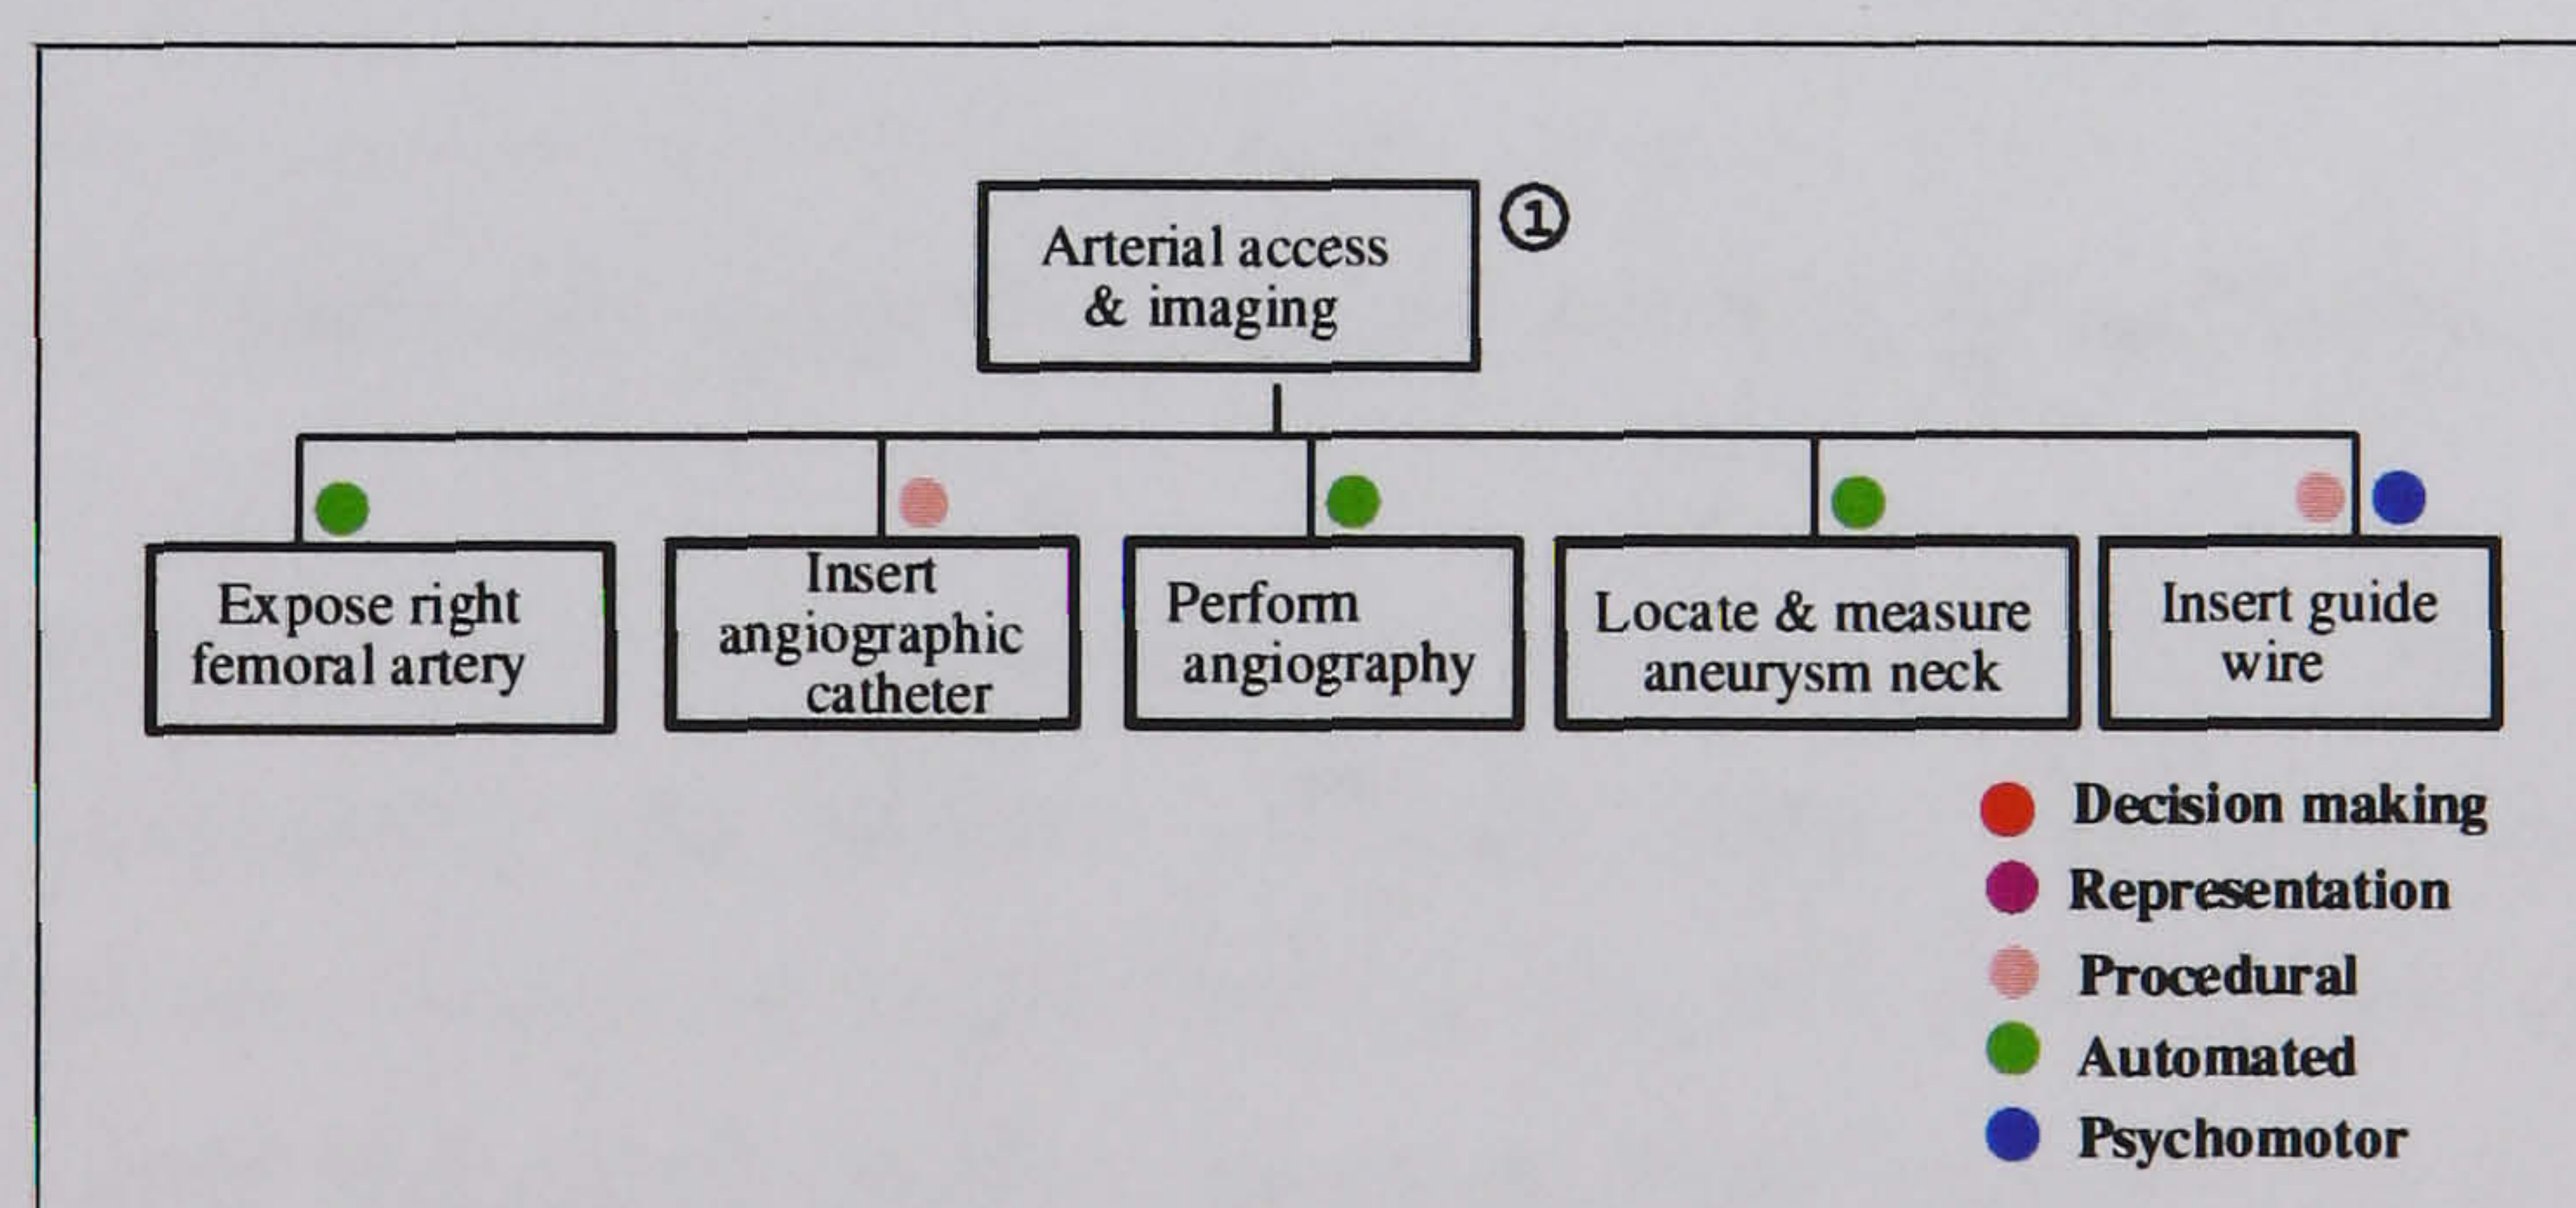 Arterial access
& imaging
①
Expose right
femoral artery
Insert
angiographic
catheter
Perform
angiography
Locate & measure
aneurysm neck
Insert guide
wire
Decision making
Representation
Procedural
Automated
Psychomotor